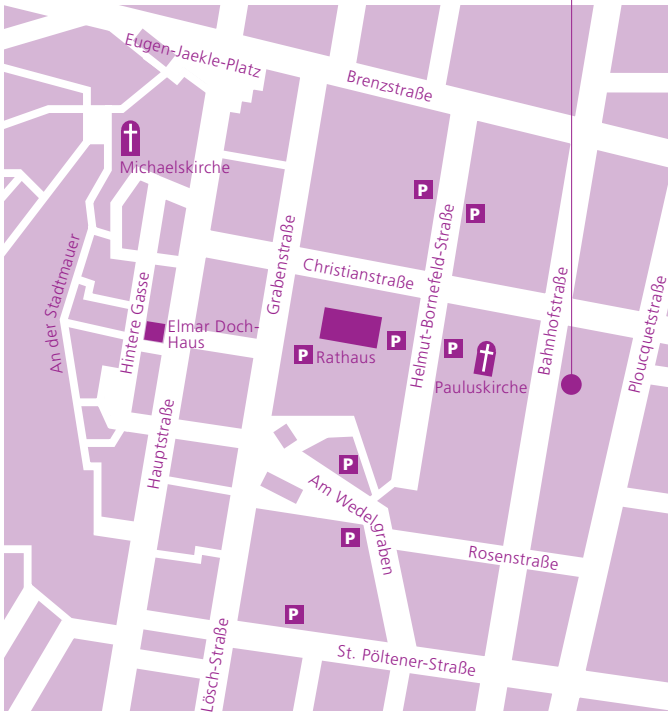 Eugen-Jaekle-Platz
Brenzstraße
Michaelskirche
P
P
Grabenstraße
Helmut-Bornefeld-Straße
An der Stadtmauer
Hintere Gasse
Christianstraße
Bahnhofstraße
Ploucquetstraße
Elmar Doch-
Haus
P
Rathaus
P
P
Pauluskirche
Hauptstraße
P
Am Wedelgraben
P
Rosenstraße
P
Lösch-Straße
St. Pöltener-Straße